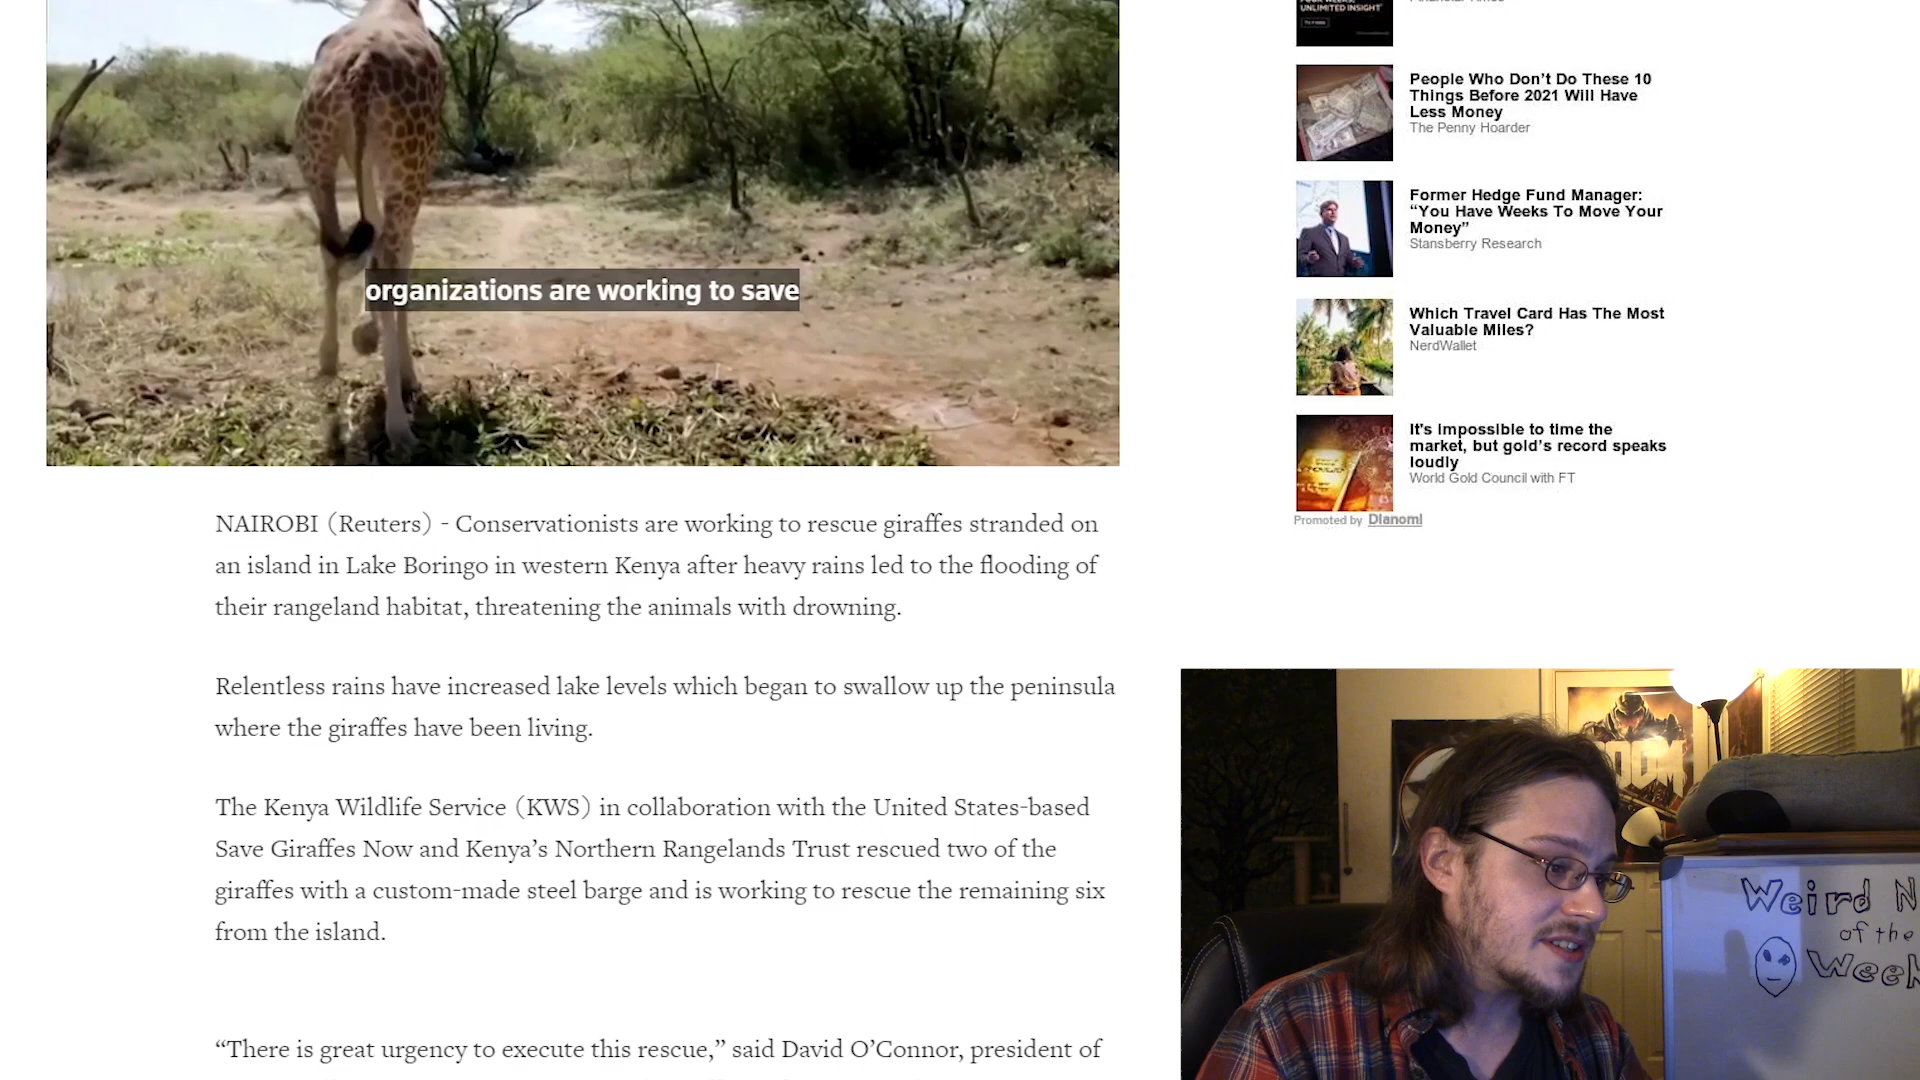 UNLIMITED INSIGHT
organizations are working to save
NAIROBI (Reuters) - Conservationists are working to rescue giraffes stranded on
an island in Lake Boringo in western Kenya after heavy rains led to the flooding of
their rangeland habitat, threatening the animals with drowning.
Relentless rains have increased lake levels which began to swallow up the peninsula
where the giraffes have been living.
The Kenya Wildlife Service (KWS) in collaboration with the United States-based
Save Giraffes Now and Kenya’s Northern Rangelands Trust rescued two of the
giraffes with a custom-made steel barge and is working to rescue the remaining six
from the island.
“There is great urgency to execute this rescue,” said David O’Connor, president of
People Who Don’t Do These 10
Things Before 2021 Will Have
Less Money
The Penny Hoarder
Former Hedge Fund Manager:
“You Have Weeks To Move Your
Money”
Stansberry Research
Which Travel Card Has The Most
Valuable Miles?
NerdWallet
It's impossible to time the
market, but gold’s record speaks
loudly
World Gold Council with FT
Promoted by Dianomi
DOOM
Weird N
of the
Week